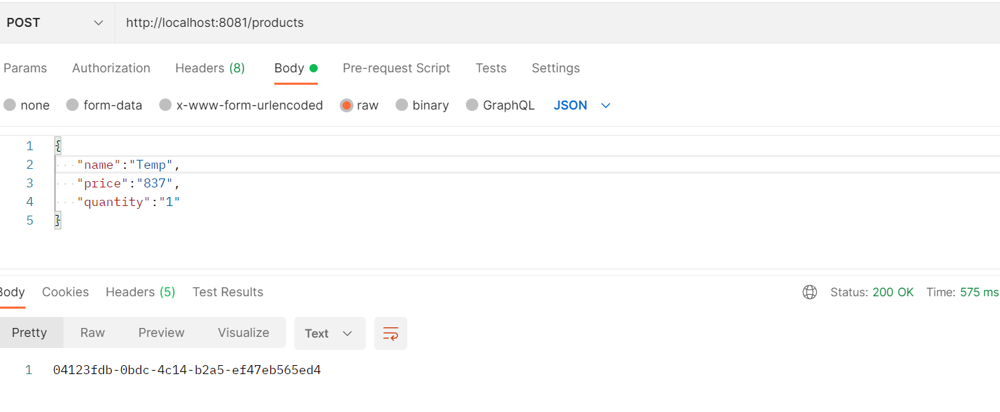 POST http://localhost:8081/products
Params Authorization Headers (8) Body Pre-request Script Tests Settings
none form-data x-www-form-urlencoded raw binary GraphQL JSON
1 {
2 "name":"Temp",
3 "price":"837",
4 "quantity":"1"
5 }
Body Cookies Headers (5) Test Results Status: 200 OK Time: 575 ms
Pretty Raw Preview Visualize Text
1 04123fdb-0bdc-4c14-b2a5-ef47eb565ed4